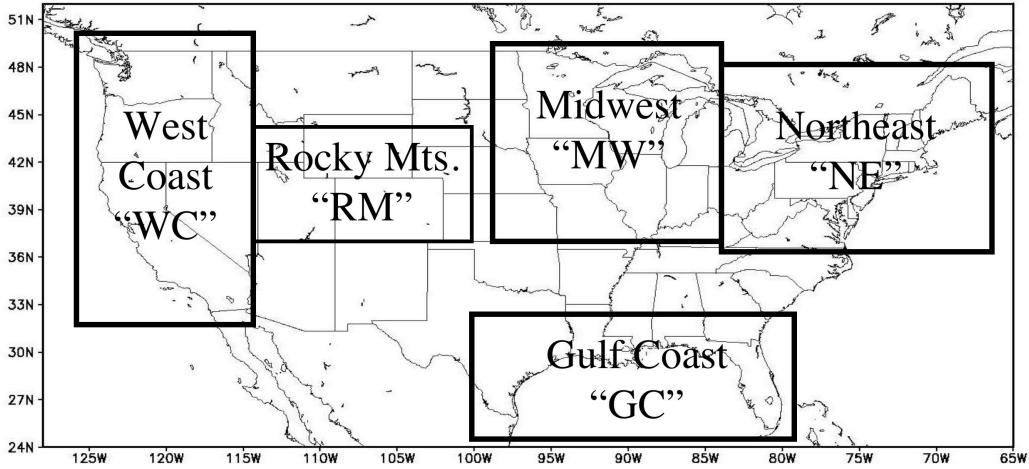 51N
48N
45N
42N
39N
36N
33N
30N
27N
24N
West
Coast
“WC”
Rocky Mts.
“RM”
Midwest
“MW”
Northeast
“NE”
Gulf Coast
“GC”
125W 120W 115W 110W 105W 100W 95W 90W 85W 80W 75W 70W 65W